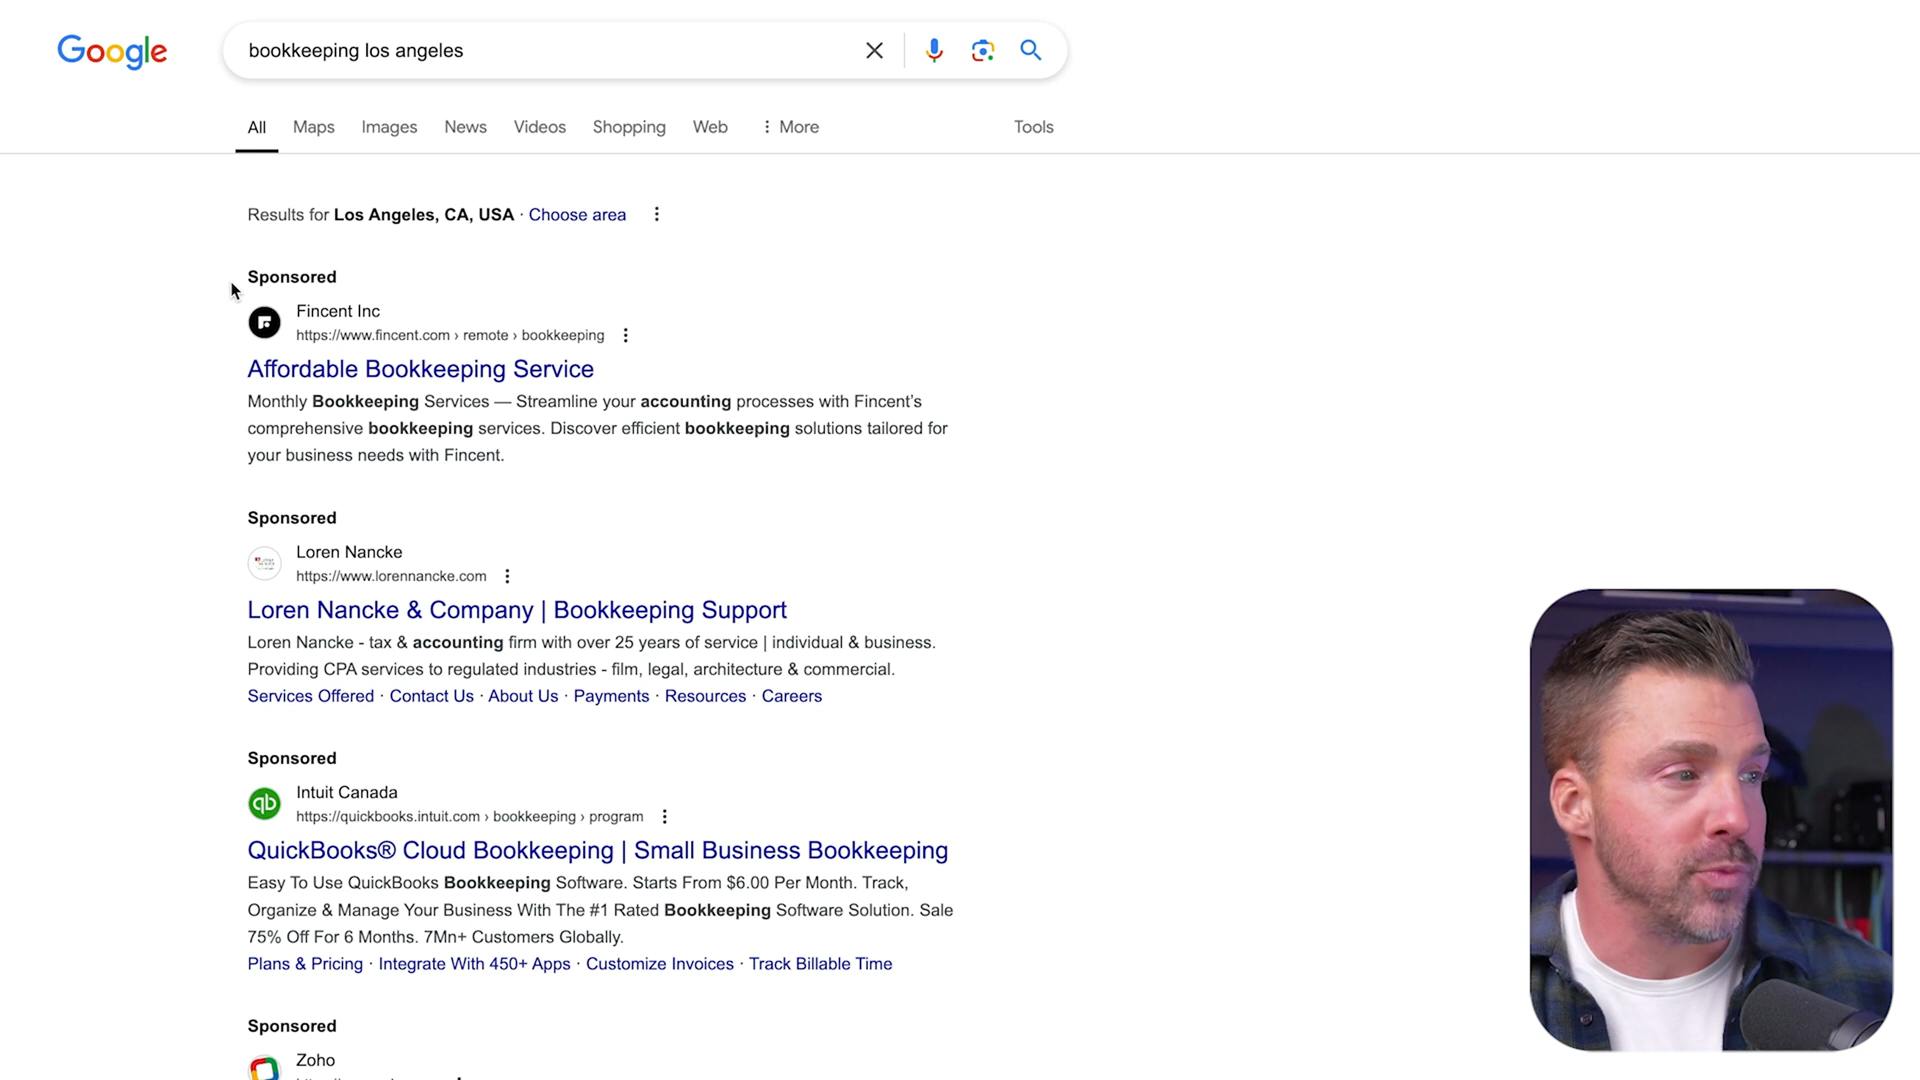 Google
bookkeeping los angeles
All Maps Images News Videos Shopping Web More Tools
Results for Los Angeles, CA, USA · Choose area
Sponsored
Fincent Inc
https://www.fincent.com › remote › bookkeeping
Affordable Bookkeeping Service
Monthly Bookkeeping Services — Streamline your accounting processes with Fincent's
comprehensive bookkeeping services. Discover efficient bookkeeping solutions tailored for
your business needs with Fincent.
Sponsored
Loren Nancke
https://www.lorennancke.com
Loren Nancke & Company | Bookkeeping Support
Loren Nancke - tax & accounting firm with over 25 years of service | individual & business.
Providing CPA services to regulated industries - film, legal, architecture & commercial.
Services Offered · Contact Us · About Us · Payments · Resources · Careers
Sponsored
qb
Intuit Canada
https://quickbooks.intuit.com › bookkeeping › program
QuickBooks® Cloud Bookkeeping | Small Business Bookkeeping
Easy To Use QuickBooks Bookkeeping Software. Starts From $6.00 Per Month. Track,
Organize & Manage Your Business With The #1 Rated Bookkeeping Software Solution. Sale
75% Off For 6 Months. 7Mn+ Customers Globally.
Plans & Pricing · Integrate With 450+ Apps · Customize Invoices · Track Billable Time
Sponsored
Zoho